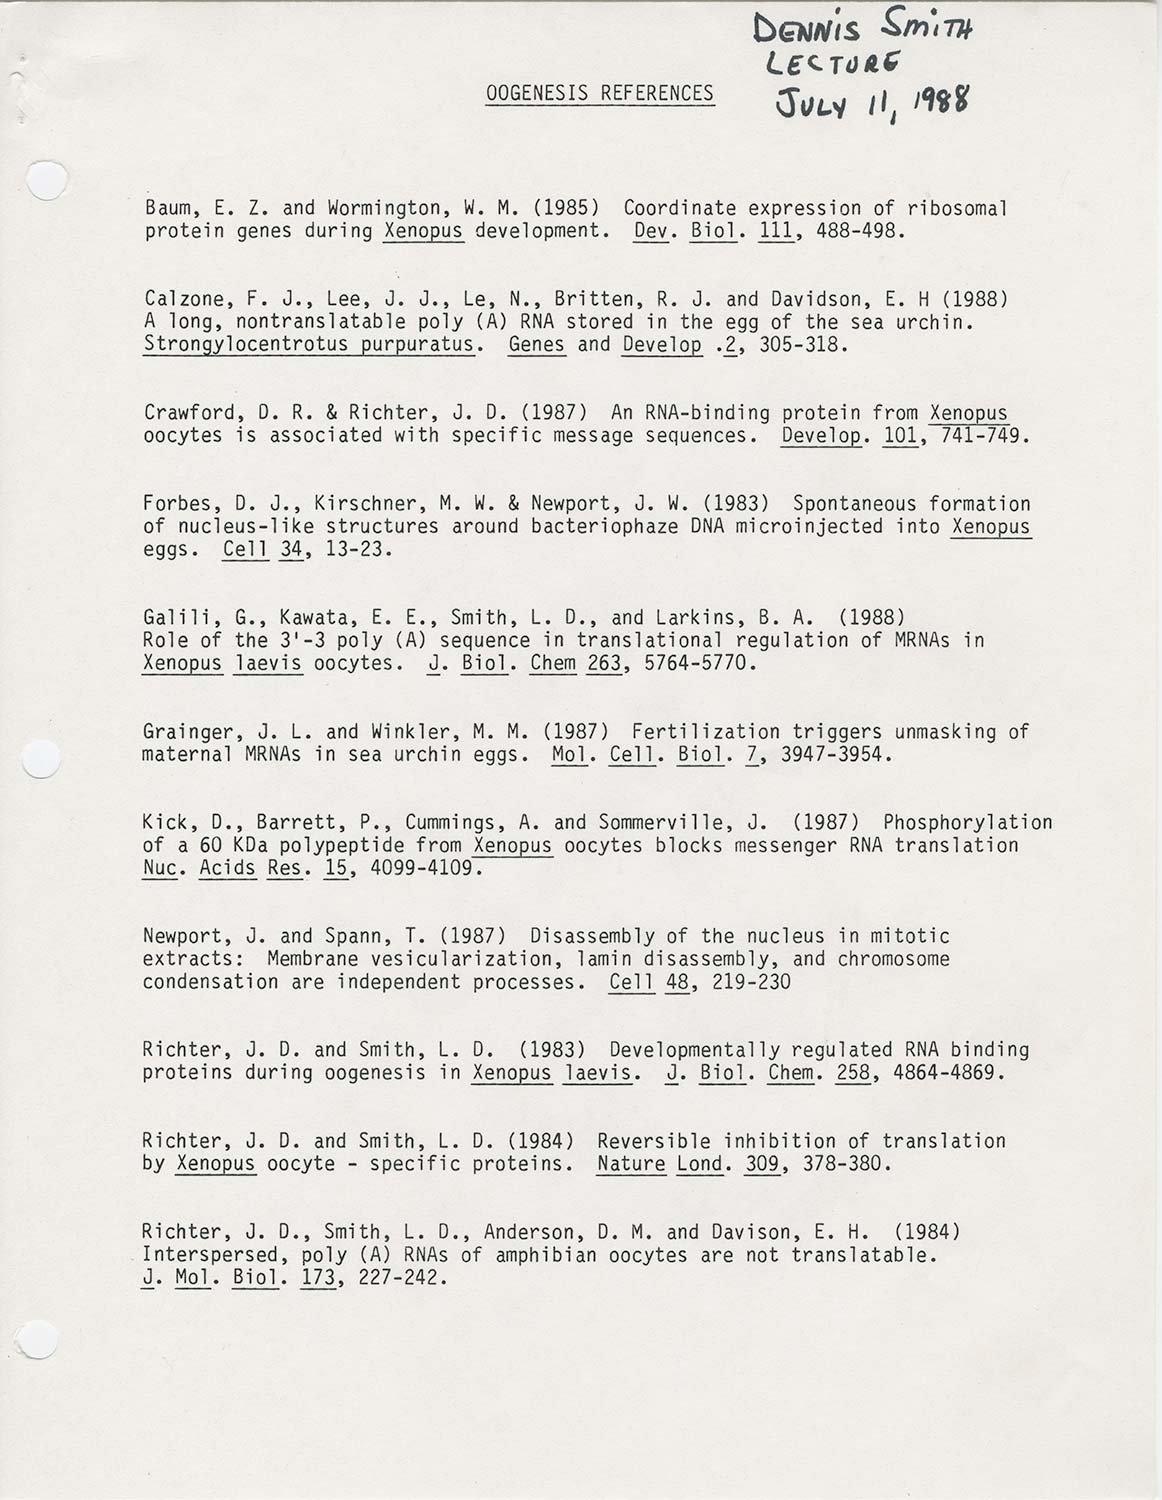 DENNIS SMITH
LECTURE
JULY 11, 1988
OOGENESIS REFERENCES
Baum, E. Z. and Wormington, W. M. (1985) Coordinate expression of ribosomal
protein genes during Xenopus development. Dev. Biol. 111, 488-498.
Calzone, F. J., Lee, J. J., Le, N., Britten, R. J. and Davidson, E. H (1988)
A long, nontranslatable poly (A) RNA stored in the egg of the sea urchin.
Strongylocentrotus purpuratus. Genes and Develop .2, 305-318.
Crawford, D. R. & Richter, J. D. (1987) An RNA-binding protein from Xenopus
oocytes is associated with specific message sequences. Develop. 101, 741-749.
Forbes, D. J., Kirschner, M. W. & Newport, J. W. (1983) Spontaneous formation
of nucleus-like structures around bacteriophaze DNA microinjected into Xenopus
eggs. Cell 34, 13-23.
Galili, G., Kawata, E. E., Smith, L. D., and Larkins, B. A. (1988)
Role of the 3'-3 poly (A) sequence in translational regulation of MRNAs in
Xenopus laevis oocytes. J. Biol. Chem 263, 5764-5770.
Grainger, J. L. and Winkler, M. M. (1987) Fertilization triggers unmasking of
maternal MRNAs in sea urchin eggs. Mol. Cell. Biol. 7, 3947-3954.
Kick, D., Barrett, P., Cummings, A. and Sommerville, J. (1987) Phosphorylation
of a 60 KDa polypeptide from Xenopus oocytes blocks messenger RNA translation
Nuc. Acids Res. 15, 4099-4109.
Newport, J. and Spann, T. (1987) Disassembly of the nucleus in mitotic
extracts: Membrane vesicularization, lamin disassembly, and chromosome
condensation are independent processes. Cell 48, 219-230
Richter, J. D. and Smith, L. D. (1983) Developmentally regulated RNA binding
proteins during oogenesis in Xenopus laevis. J. Biol. Chem. 258, 4864-4869.
Richter, J. D. and Smith, L. D. (1984) Reversible inhibition of translation
by Xenopus oocyte - specific proteins. Nature Lond. 309, 378-380.
Richter, J. D., Smith, L. D., Anderson, D. M. and Davison, E. H. (1984)
Interspersed, poly (A) RNAs of amphibian oocytes are not translatable.
J. Mol. Biol. 173, 227-242.